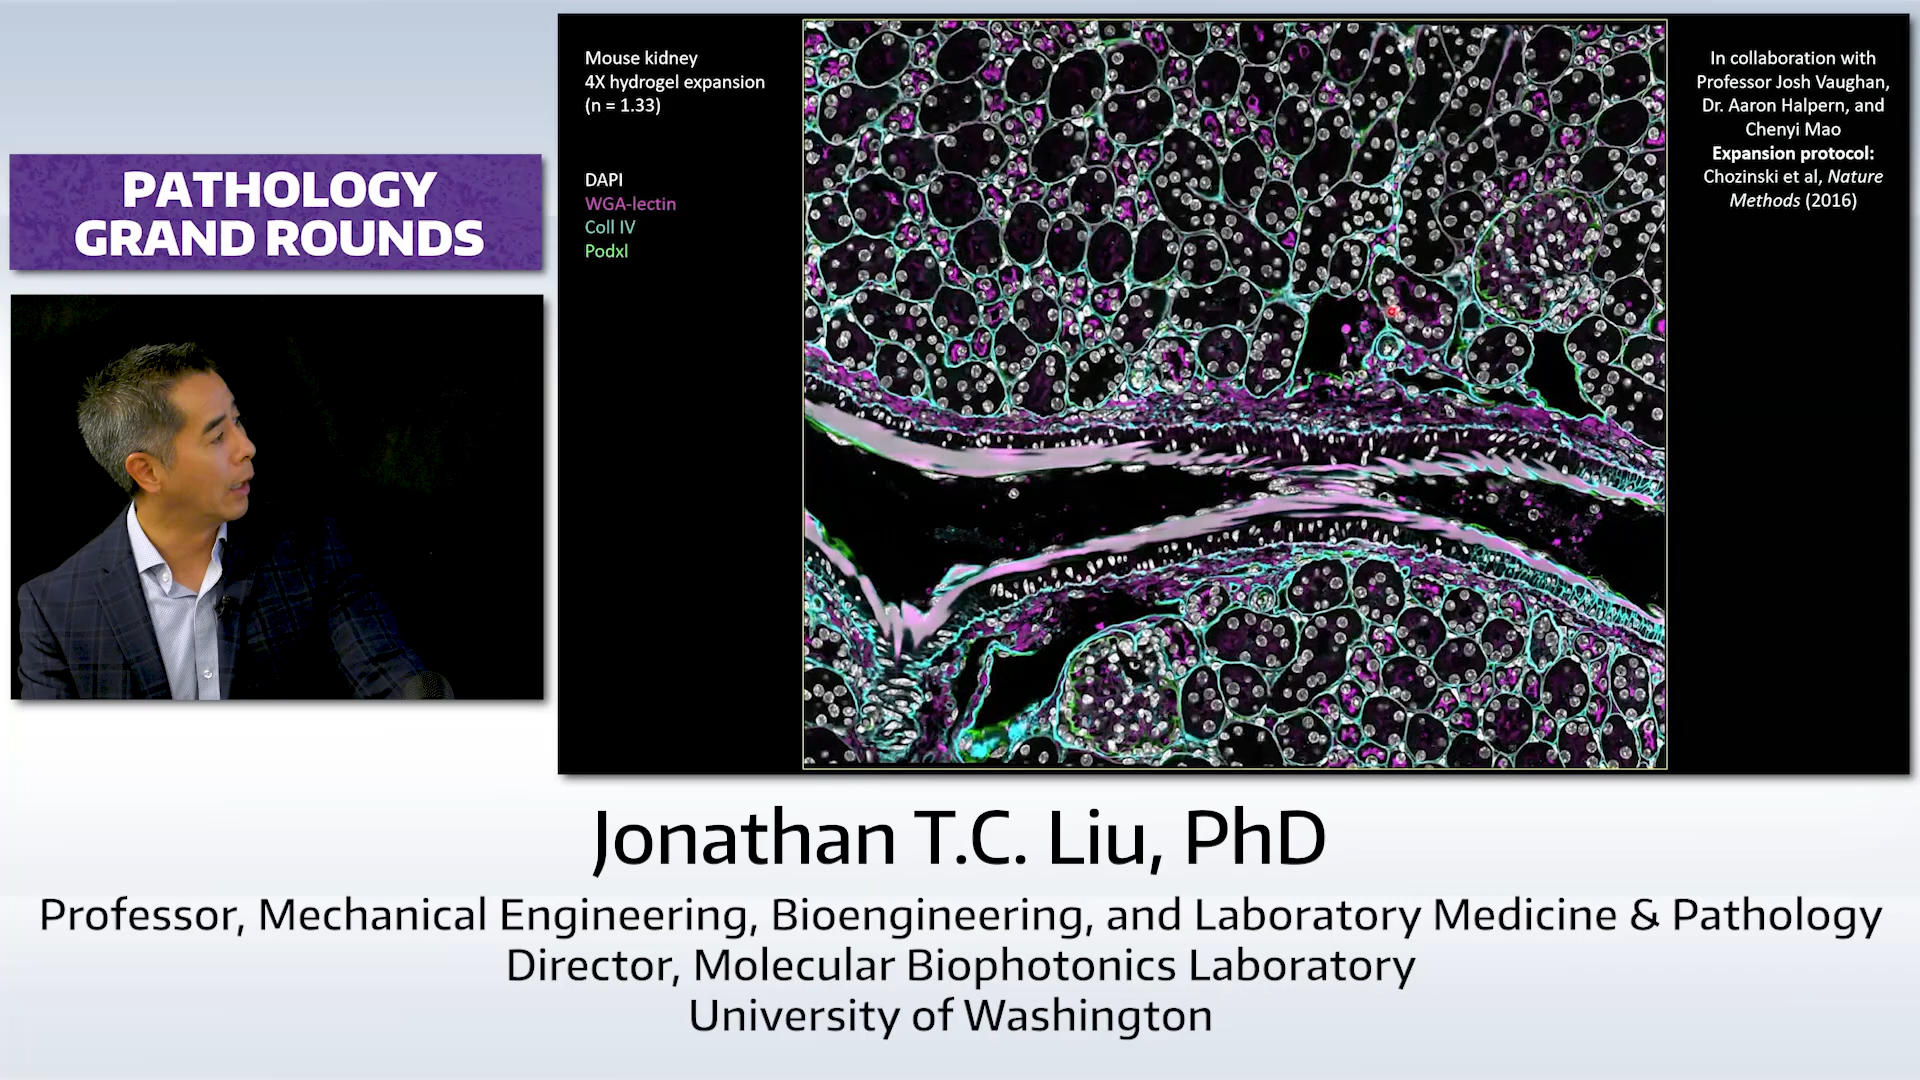 PATHOLOGY
GRAND ROUNDS
Mouse kidney
4X hydrogel expansion
(n = 1.33)
DAPI
WGA-lectin
Coll IV
Podxl
In collaboration with
Professor Josh Vaughan,
Dr. Aaron Halpern, and
Chenyi Mao
Expansion protocol:
Chozinski et al, Nature
Methods (2016)
Jonathan T.C. Liu, PhD
Professor, Mechanical Engineering, Bioengineering, and Laboratory Medicine & Pathology
Director, Molecular Biophotonics Laboratory
University of Washington